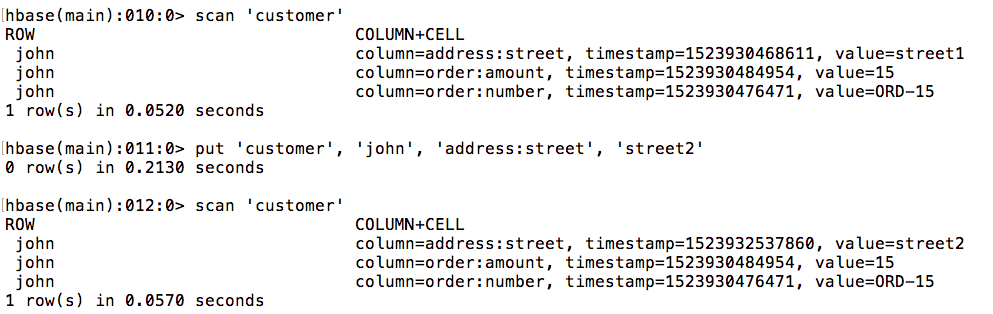 hbase(main):010:0> scan 'customer'
ROW COLUMN+CELL
john column=address:street, timestamp=1523930468611, value=street1
john column=order:amount, timestamp=1523930484954, value=15
john column=order:number, timestamp=1523930476471, value=ORD-15
1 row(s) in 0.0520 seconds
hbase(main):011:0> put 'customer', 'john', 'address:street', 'street2'
0 row(s) in 0.2130 seconds
hbase(main):012:0> scan 'customer'
ROW COLUMN+CELL
john column=address:street, timestamp=1523932537860, value=street2
john column=order:amount, timestamp=1523930484954, value=15
john column=order:number, timestamp=1523930476471, value=ORD-15
1 row(s) in 0.0570 seconds